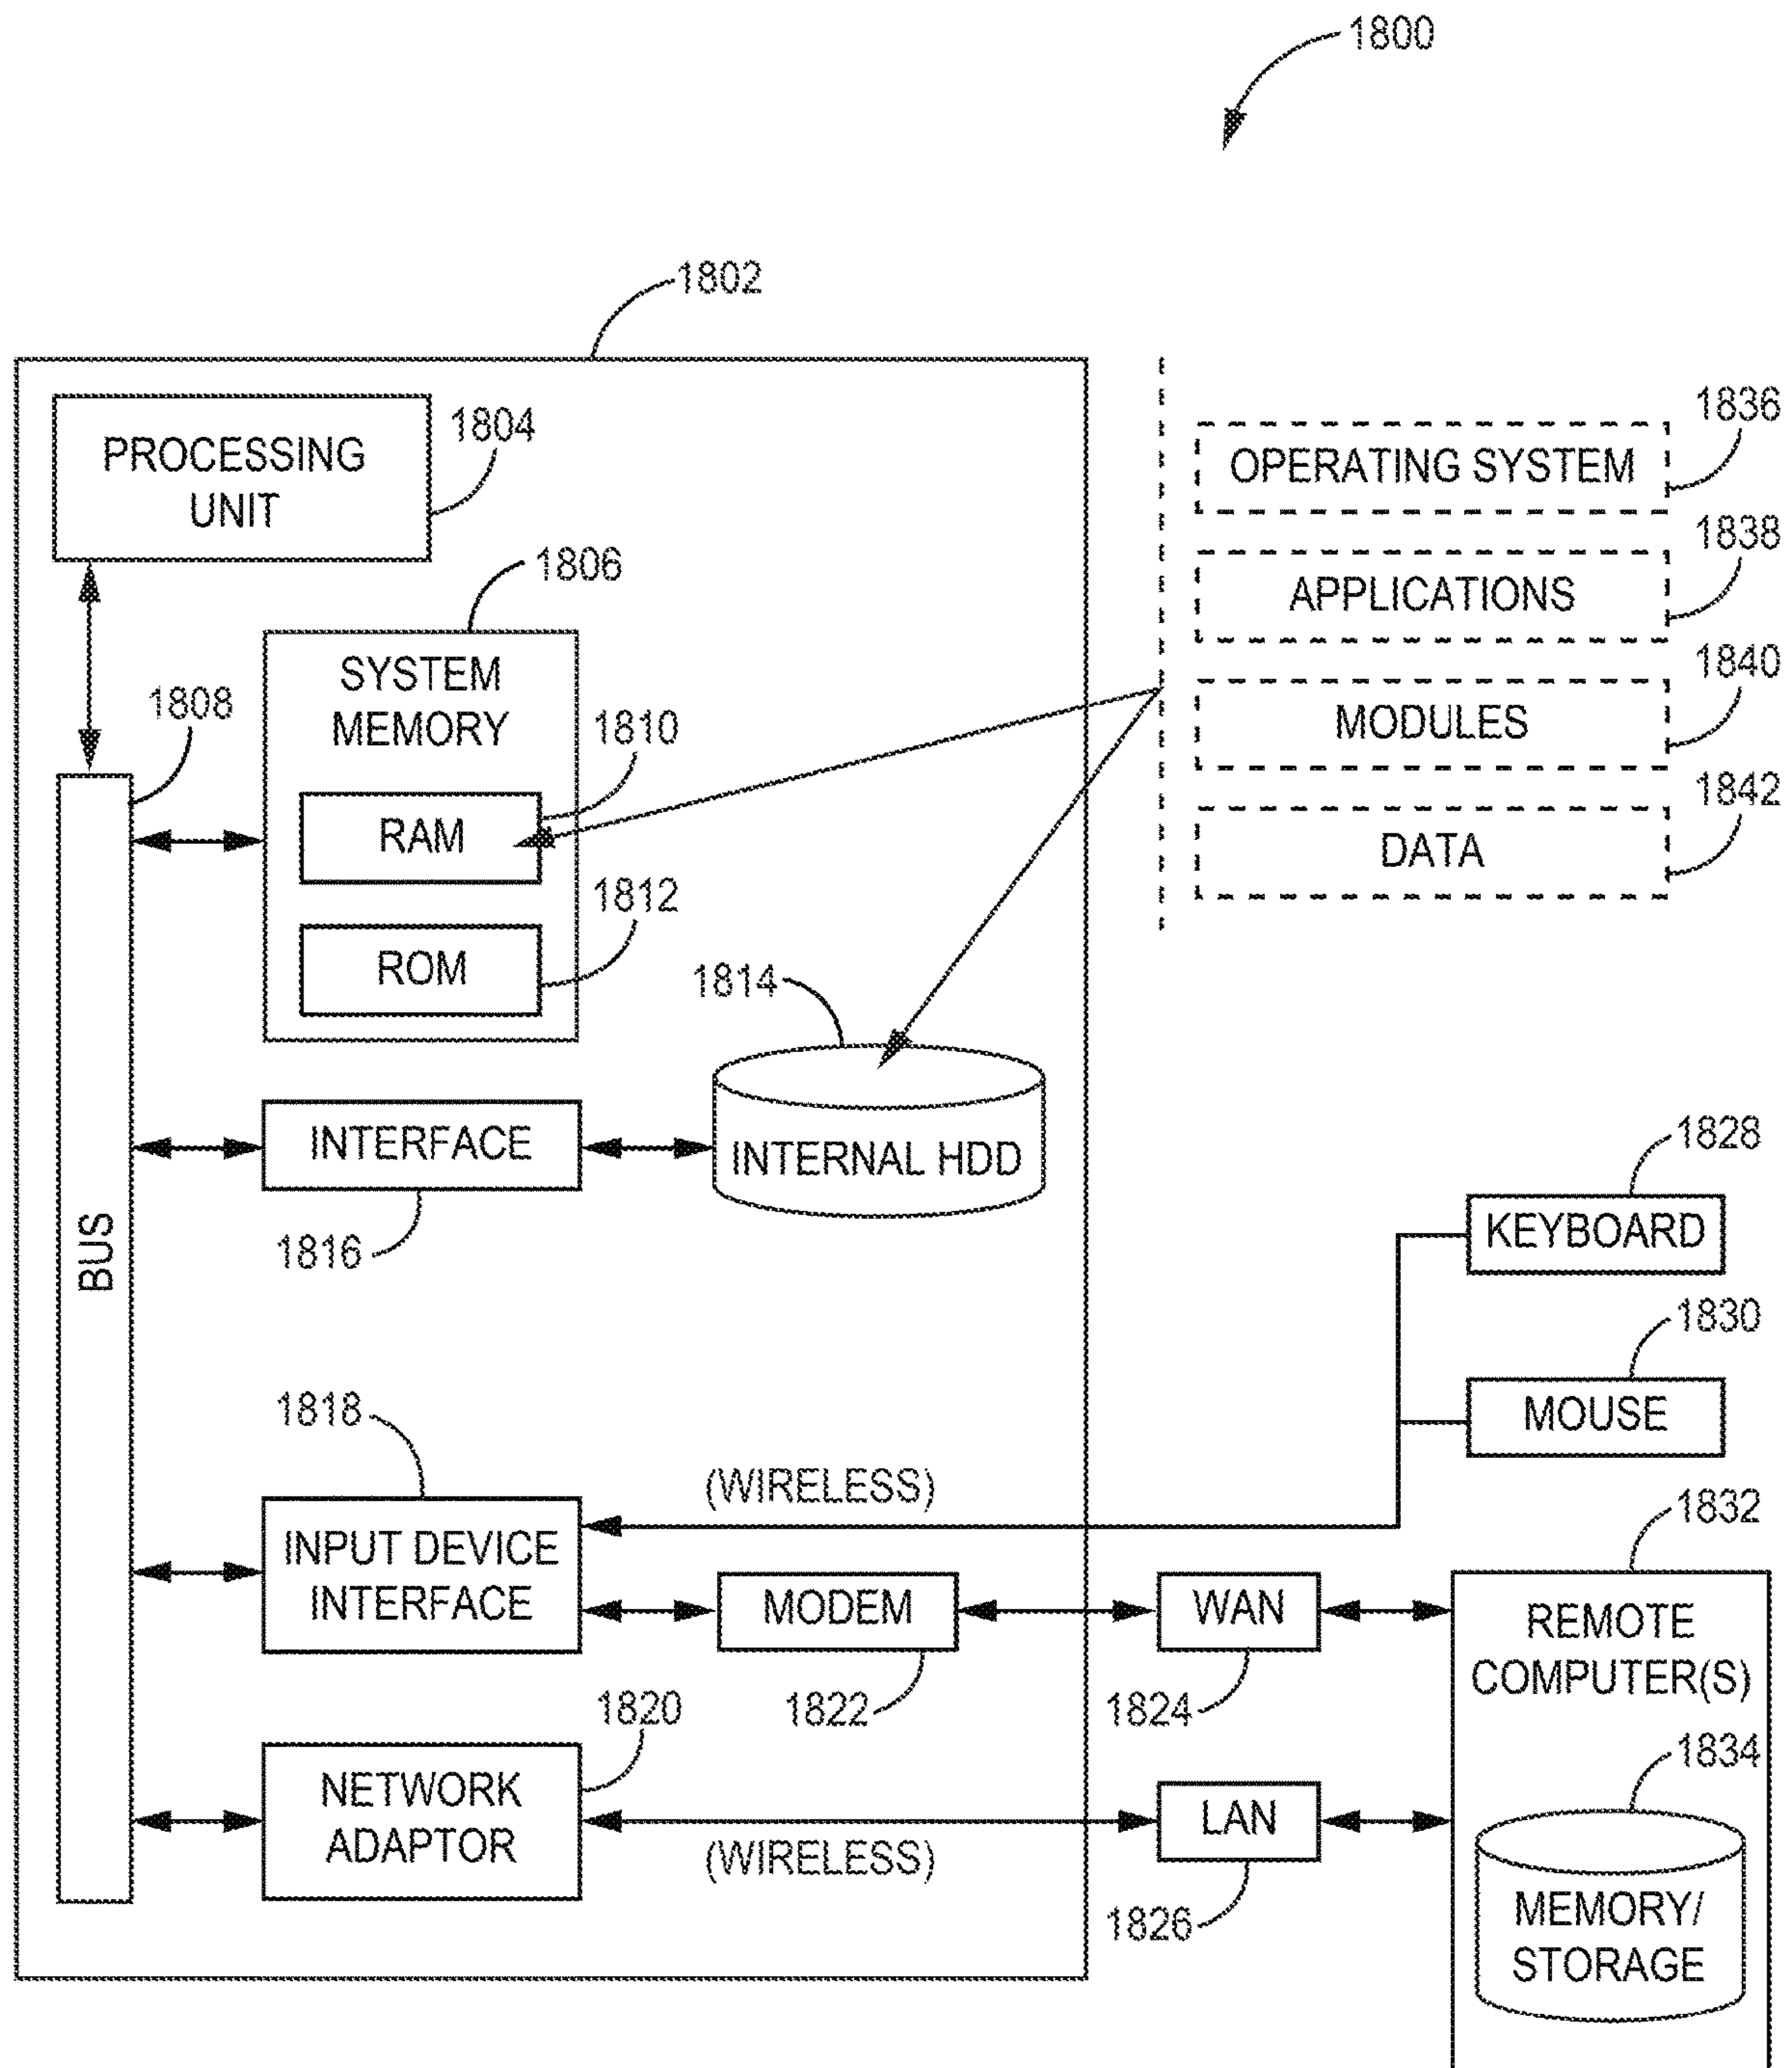 1800
1802
PROCESSING
UNIT
1804
1806
SYSTEM
MEMORY
1808
1810
RAM
1812
ROM
1814
INTERNAL HDD
INTERFACE
1816
BUS
1818
INPUT DEVICE
INTERFACE
(WIRELESS)
MODEM
1822
1820
NETWORK
ADAPTOR
(WIRELESS)
1836
OPERATING SYSTEM
1838
APPLICATIONS
1840
MODULES
1842
DATA
1828
KEYBOARD
1830
MOUSE
WAN
1824
LAN
1826
1832
REMOTE
COMPUTER(S)
1834
MEMORY/
STORAGE